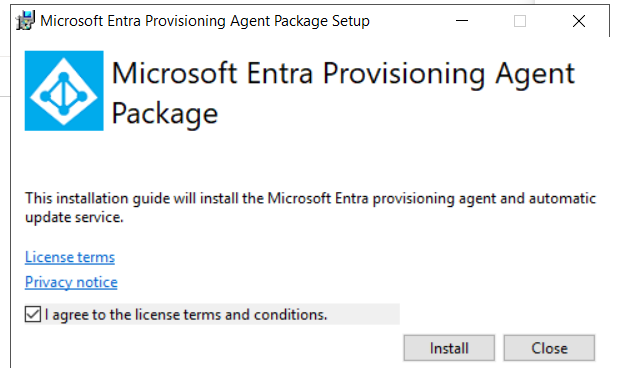 Microsoft Entra Provisioning Agent Package Setup
Microsoft Entra Provisioning Agent
Package
This installation guide will install the Microsoft Entra provisioning agent and automatic
update service.
License terms
Privacy notice
I agree to the license terms and conditions.
Install Close